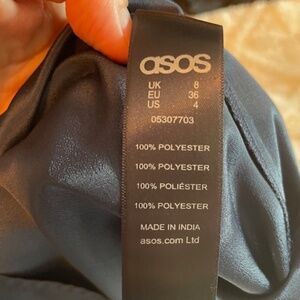 asos
UK 8
EU 36
US 4
05307703
100% POLYESTER
100% POLYESTER
100% POLIÉSTER
100% POLYESTER
MADE IN INDIA
asos.com Ltd